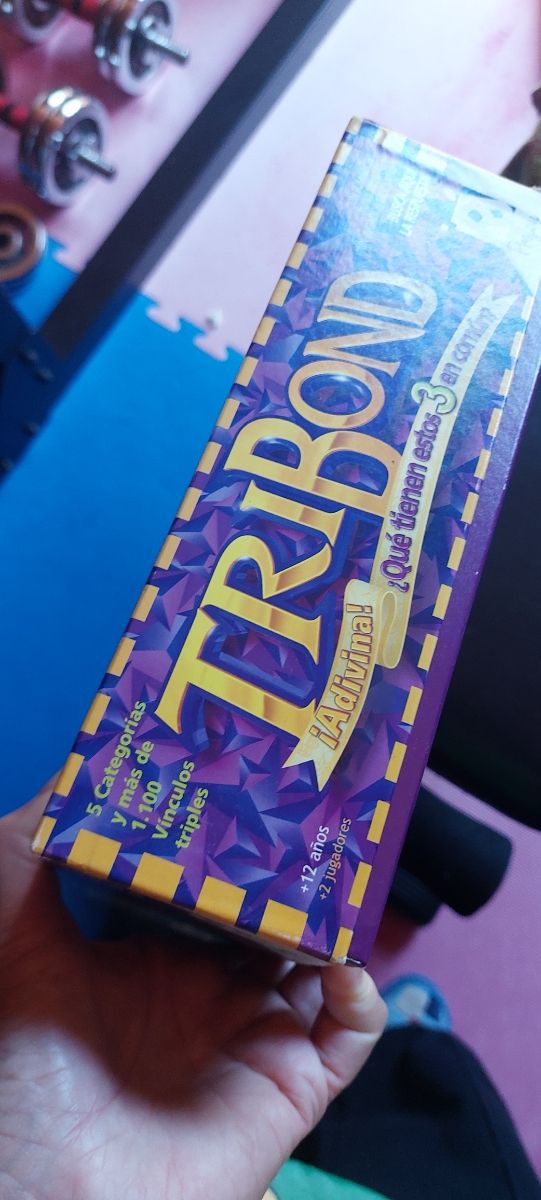 TRIBOND
¡Adivina!
¿Qué tienen estos 3 en común?
5 Categorías
y más de
1.100
Vínculos
triples
+12 años
+2 jugadores